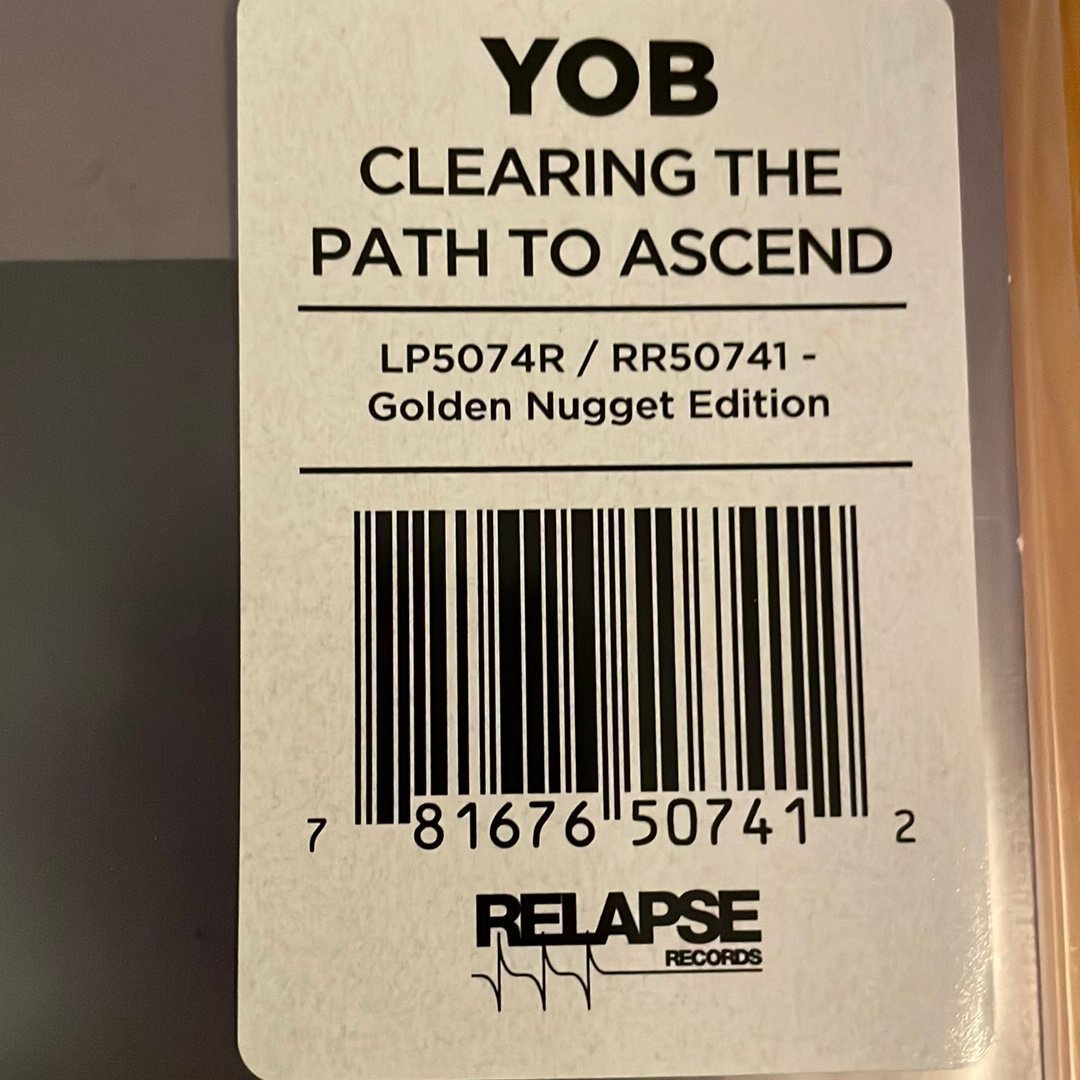 YOB
CLEARING THE
PATH TO ASCEND
LP5074R / RR50741 -
Golden Nugget Edition
7 81676 50741 2
RELAPSE
RECORDS